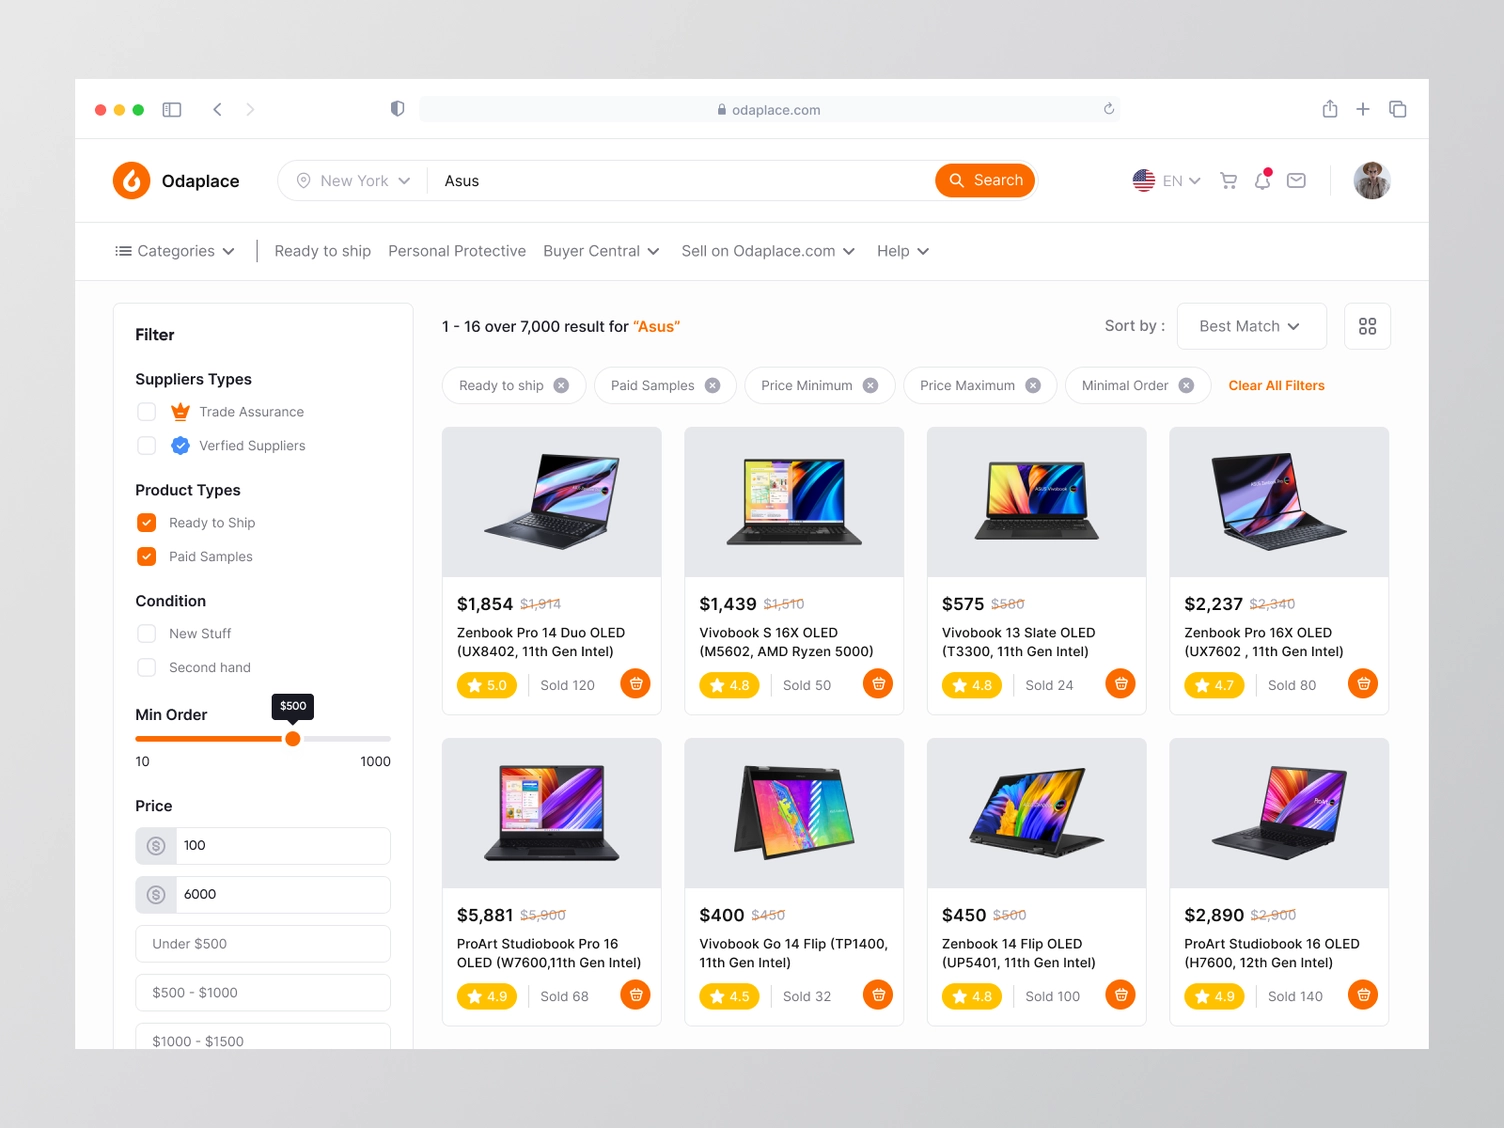 odaplace.com
Odaplace
New York
Asus
Search
EN
Categories
Ready to ship
Personal Protective
Buyer Central
Sell on Odaplace.com
Help
Filter
Suppliers Types
Trade Assurance
Verfied Suppliers
Product Types
Ready to Ship
Paid Samples
Condition
New Stuff
Second hand
Min Order
$500
10
1000
Price
100
6000
Under $500
$500 - $1000
$1000 - $1500
1 - 16 over 7,000 result for “Asus”
Sort by :
Best Match
Ready to ship
Paid Samples
Price Minimum
Price Maximum
Minimal Order
Clear All Filters
$1,854 $1,914
Zenbook Pro 14 Duo OLED
(UX8402, 11th Gen Intel)
5.0
Sold 120
$1,439 $1,510
Vivobook S 16X OLED
(M5602, AMD Ryzen 5000)
4.8
Sold 50
ASUS Vivobook
$575 $580
Vivobook 13 Slate OLED
(T3300, 11th Gen Intel)
4.8
Sold 24
$2,237 $2,340
Zenbook Pro 16X OLED
(UX7602 , 11th Gen Intel)
4.7
Sold 80
$5,881 $5,900
ProArt Studiobook Pro 16
OLED (W7600,11th Gen Intel)
4.9
Sold 68
$400 $450
Vivobook Go 14 Flip (TP1400,
11th Gen Intel)
4.5
Sold 32
$450 $500
Zenbook 14 Flip OLED
(UP5401, 11th Gen Intel)
4.8
Sold 100
ProArt
$2,890 $2,900
ProArt Studiobook 16 OLED
(H7600, 12th Gen Intel)
4.9
Sold 140